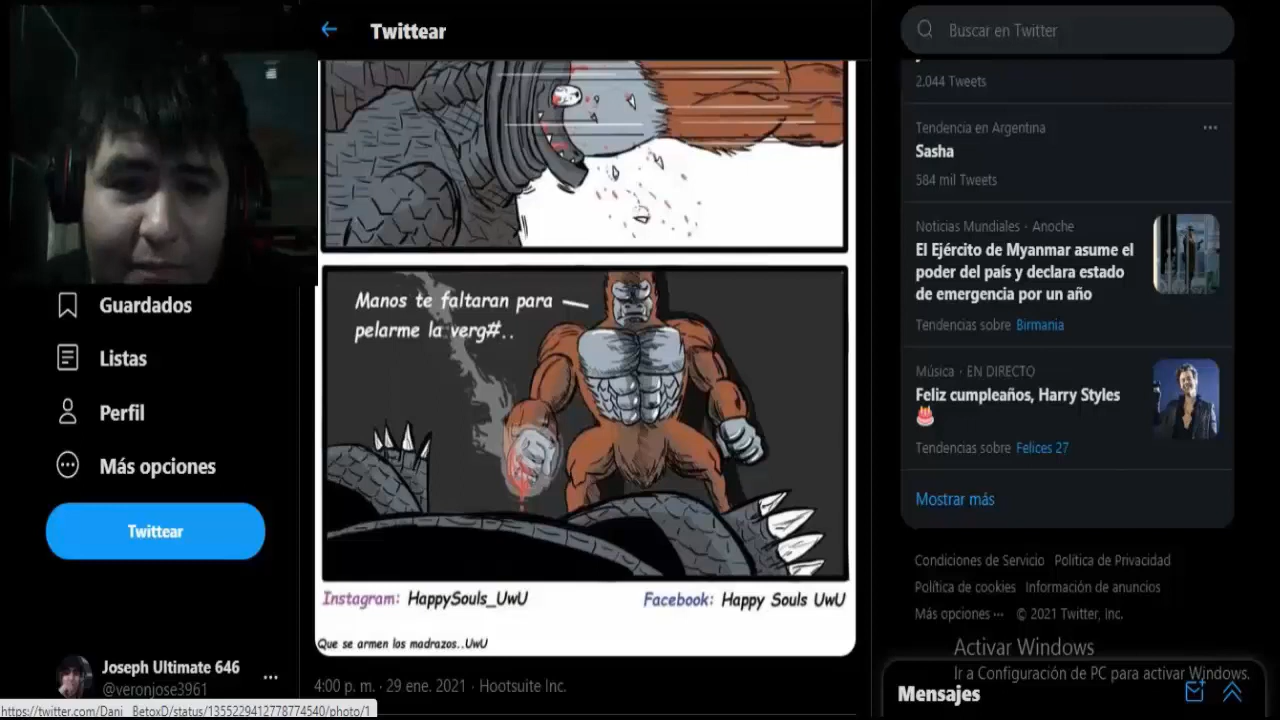 Twittear
Buscar en Twitter
2.044 Tweets
Tendencia en Argentina
Sasha
584 mil Tweets
Noticias Mundiales · Anoche
El Ejército de Myanmar asume el
poder del país y declara estado
de emergencia por un año
Tendencias sobre Birmania
Música · EN DIRECTO
Feliz cumpleaños, Harry Styles
🎂
Tendencias sobre Felices 27
Mostrar más
Condiciones de Servicio Política de Privacidad
Política de cookies Información de anuncios
Más opciones ··· © 2021 Twitter, Inc.
Activar Windows
Ir a Configuración de PC para activar Windows.
Mensajes
Manos te faltaran para
pelarme la verg#..
Instagram: HappySouls_UwU
Facebook: Happy Souls UwU
Que se armen los madrazos..UwU
4:00 p. m. · 29 ene. 2021 · Hootsuite Inc.
Guardados
Listas
Perfil
Más opciones
Twittear
Joseph Ultimate 646
@veronjose3961
https://twitter.com/Dani__BetoxD/status/1355229412778774540/photo/1